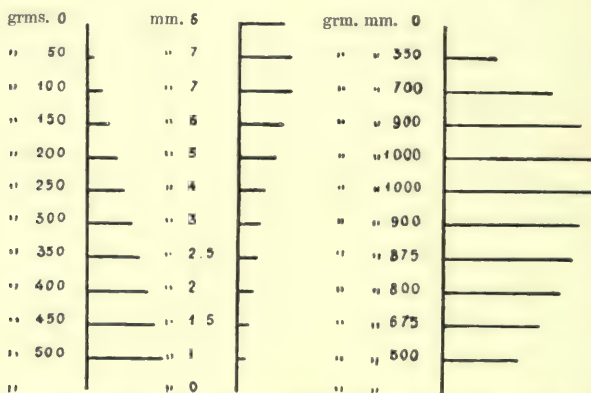 grms. 0 mm. 6 grm. mm. 0
" 50 " 7 " " 350
" 100 " 7 " " 700
" 150 " 6 " " 900
" 200 " 5 " " 1000
" 250 " 4 " " 1000
" 300 " 3 " " 900
" 350 " 2.5 " " 875
" 400 " 2 " " 800
" 450 " 1.5 " " 675
" 500 " 1 " " 500
" " 0 " "